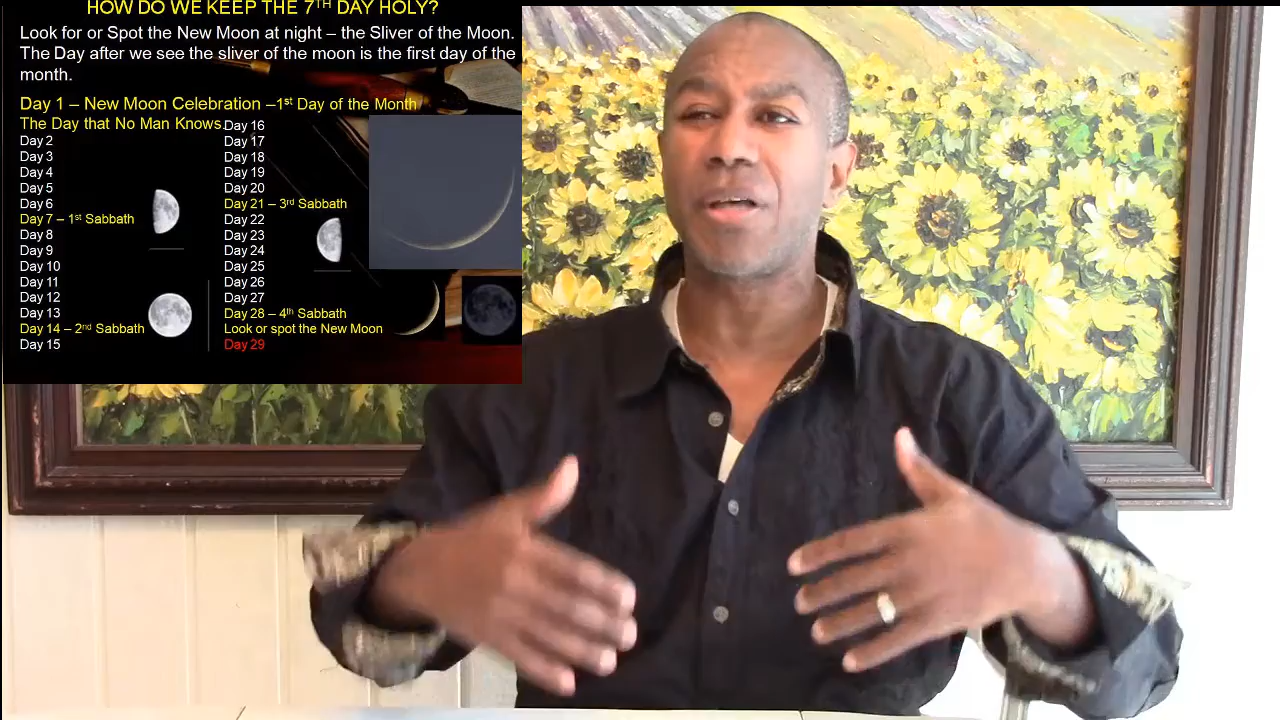 HOW DO WE KEEP THE 7TH DAY HOLY?
Look for or Spot the New Moon at night – the Sliver of the Moon.
The Day after we see the sliver of the moon is the first day of the
month.
Day 1 – New Moon Celebration –1st Day of the Month
The Day that No Man Knows.
Day 2
Day 3
Day 4
Day 5
Day 6
Day 7 – 1st Sabbath
Day 8
Day 9
Day 10
Day 11
Day 12
Day 13
Day 14 – 2nd Sabbath
Day 15
Day 16
Day 17
Day 18
Day 19
Day 20
Day 21 – 3rd Sabbath
Day 22
Day 23
Day 24
Day 25
Day 26
Day 27
Day 28 – 4th Sabbath
Look or spot the New Moon
Day 29